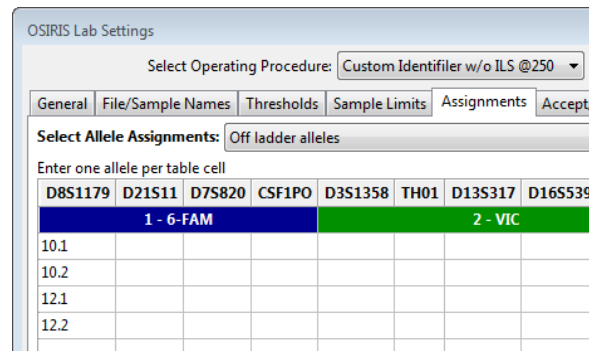 OSIRIS Lab Settings
Select Operating Procedure: Custom Identifiler w/o ILS @250
General File/Sample Names Thresholds Sample Limits Assignments Accept/
Select Allele Assignments: Off ladder alleles
Enter one allele per table cell
D8S1179 D21S11 D7S820 CSF1PO D3S1358 TH01 D13S317 D16S539
1 - 6-FAM 2 - VIC
10.1
10.2
12.1
12.2